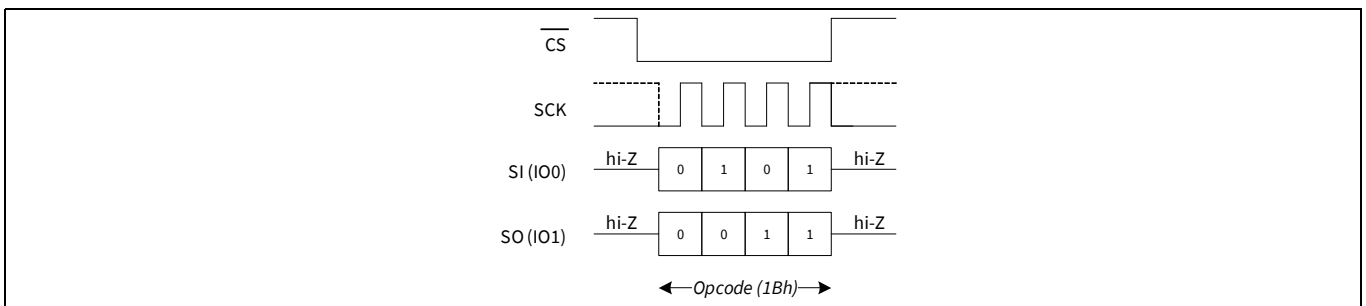 CS
SCK
SI (IO0) hi-Z 0 1 0 1 hi-Z
SO (IO1) hi-Z 0 0 1 1 hi-Z
Opcode (1Bh)